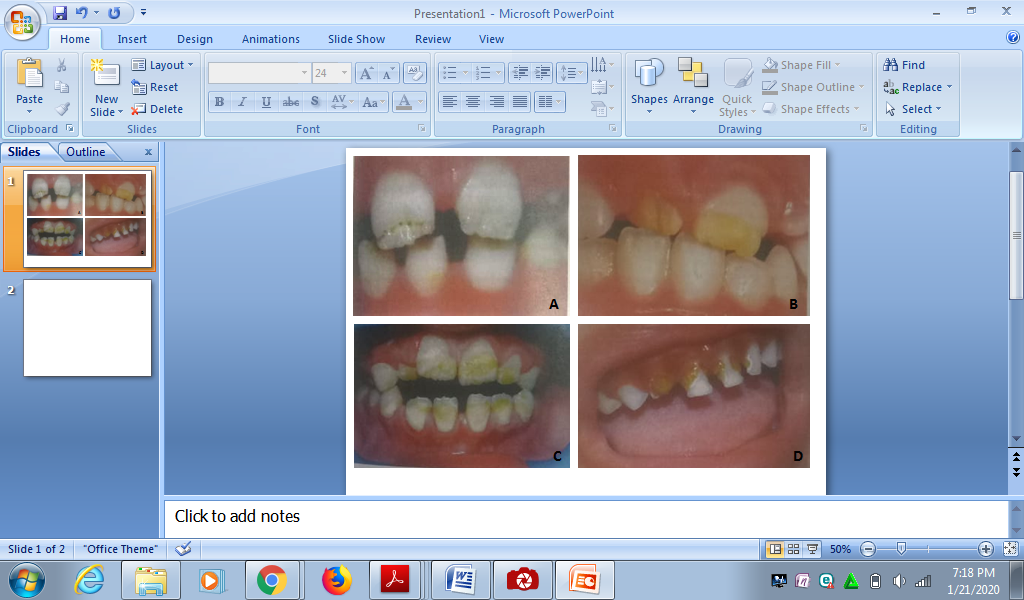 Presentation1 - Microsoft PowerPoint
Home Insert Design Animations Slide Show Review View
Paste
New Slide
Layout
Reset
Delete
24
B I U abc S AV Aa A
Shapes Arrange Quick Styles
Shape Fill
Shape Outline
Shape Effects
Find
Replace
Select
Clipboard Slides Font Paragraph Drawing Editing
Slides Outline x
1
2
A
B
C
D
Click to add notes
Slide 1 of 2 "Office Theme" 50%
7:18 PM
1/21/2020